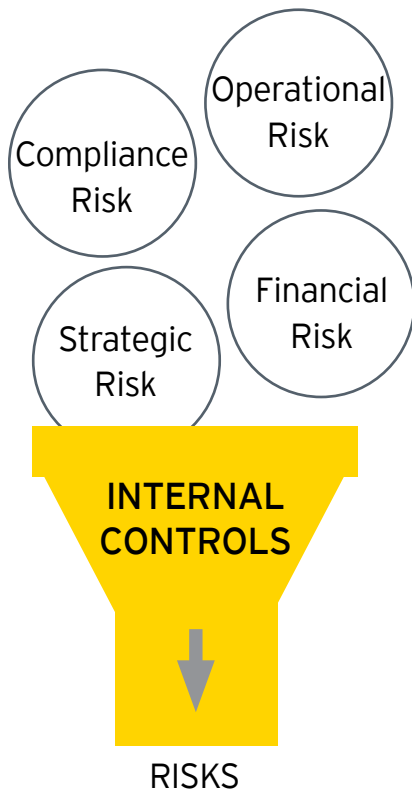 Operational
Risk
Compliance
Risk
Financial
Risk
Strategic
Risk
INTERNAL
CONTROLS
RISKS